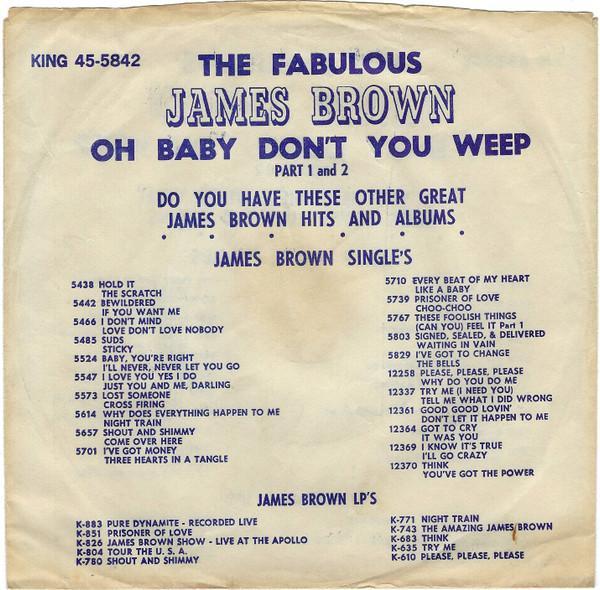 KING 45-5842
THE FABULOUS
JAMES BROWN
OH BABY DON'T YOU WEEP
PART 1 and 2
DO YOU HAVE THESE OTHER GREAT
JAMES BROWN HITS AND ALBUMS
JAMES BROWN SINGLE'S
5438 HOLD IT
THE SCRATCH
5442 BEWILDERED
IF YOU WANT ME
5466 I DON'T MIND
LOVE DON'T LOVE NOBODY
5485 SUDS
STICKY
5524 BABY, YOU'RE RIGHT
I'LL NEVER, NEVER LET YOU GO
5547 I LOVE YOU YES I DO
JUST YOU AND ME, DARLING
5573 LOST SOMEONE
CROSS FIRING
5614 WHY DOES EVERYTHING HAPPEN TO ME
NIGHT TRAIN
5657 SHOUT AND SHIMMY
COME OVER HERE
5701 I'VE GOT MONEY
THREE HEARTS IN A TANGLE
5710 EVERY BEAT OF MY HEART
LIKE A BABY
5739 PRISONER OF LOVE
CHOO-CHOO
5767 THESE FOOLISH THINGS
(CAN YOU) FEEL IT Part 1
5803 SIGNED, SEALED, & DELIVERED
WAITING IN VAIN
5829 I'VE GOT TO CHANGE
THE BELLS
12258 PLEASE, PLEASE, PLEASE
WHY DO YOU DO ME
12337 TRY ME (I NEED YOU)
TELL ME WHAT I DID WRONG
12361 GOOD GOOD LOVIN'
DON'T LET IT HAPPEN TO ME
12364 GOT TO CRY
IT WAS YOU
12369 I KNOW IT'S TRUE
I'LL GO CRAZY
12370 THINK
YOU'VE GOT THE POWER
JAMES BROWN LP'S
K-883 PURE DYNAMITE - RECORDED LIVE
K-851 PRISONER OF LOVE
K-826 JAMES BROWN SHOW - LIVE AT THE APOLLO
K-804 TOUR THE U. S. A.
K-780 SHOUT AND SHIMMY
K-771 NIGHT TRAIN
K-743 THE AMAZING JAMES BROWN
K-683 THINK
K-635 TRY ME
K-610 PLEASE, PLEASE, PLEASE